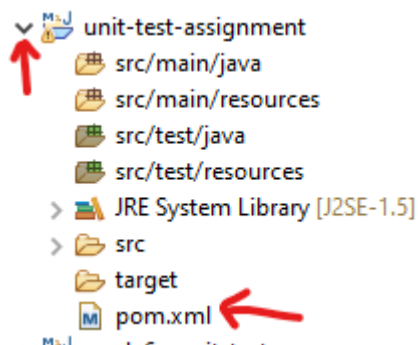 unit-test-assignment
src/main/java
src/main/resources
src/test/java
src/test/resources
JRE System Library [J2SE-1.5]
src
target
pom.xml